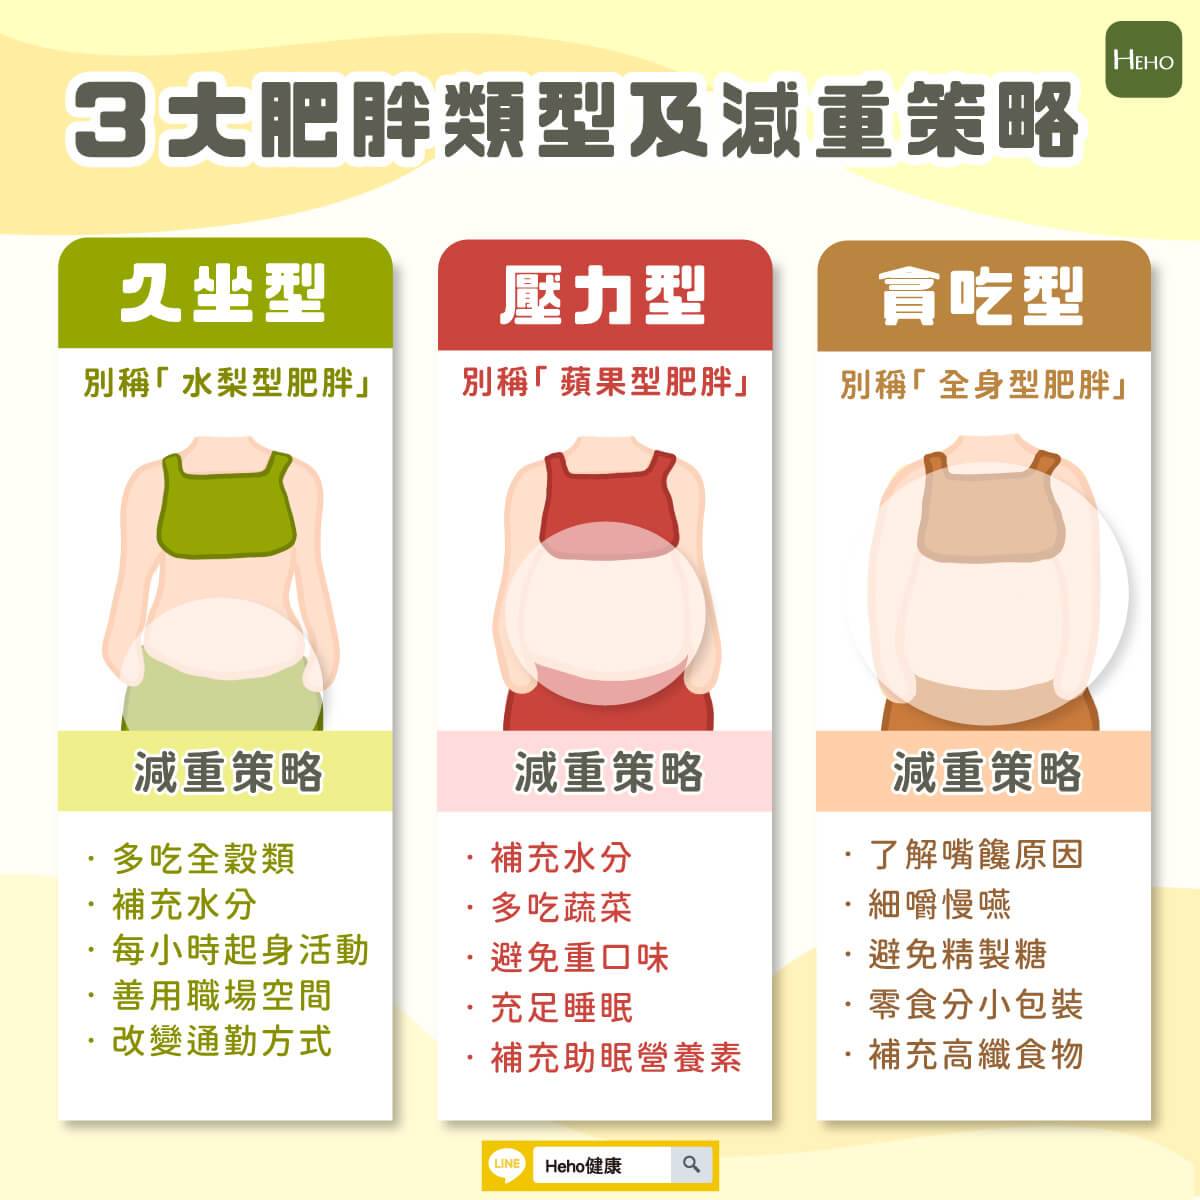 HEHO
3大肥胖類型及減重策略
久坐型
別稱「水梨型肥胖」
減重策略
· 多吃全穀類
· 補充水分
· 每小時起身活動
· 善用職場空間
· 改變通勤方式
壓力型
別稱「蘋果型肥胖」
減重策略
· 補充水分
· 多吃蔬菜
· 避免重口味
· 充足睡眠
· 補充助眠營養素
貪吃型
別稱「全身型肥胖」
減重策略
· 了解嘴饞原因
· 細嚼慢嚥
· 避免精製糖
· 零食分小包裝
· 補充高纖食物
LINE
Heho健康